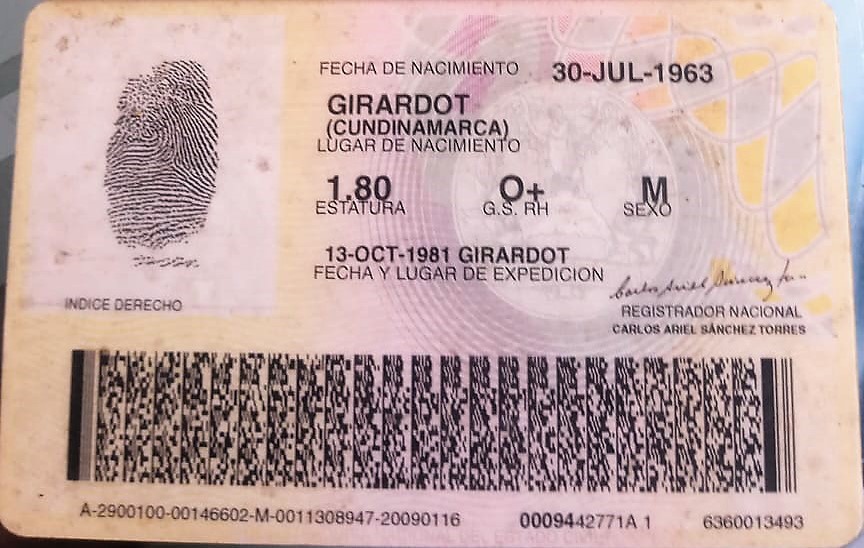 FECHA DE NACIMIENTO 30-JUL-1963
GIRARDOT
(CUNDINAMARCA)
LUGAR DE NACIMIENTO
1.80 O+ M
ESTATURA G.S. RH SEXO
13-OCT-1981 GIRARDOT
FECHA Y LUGAR DE EXPEDICION
INDICE DERECHO
REGISTRADOR NACIONAL
CARLOS ARIEL SÁNCHEZ TORRES
A-2900100-00146602-M-0011308947-20090116 0009442771A 1 6360013493